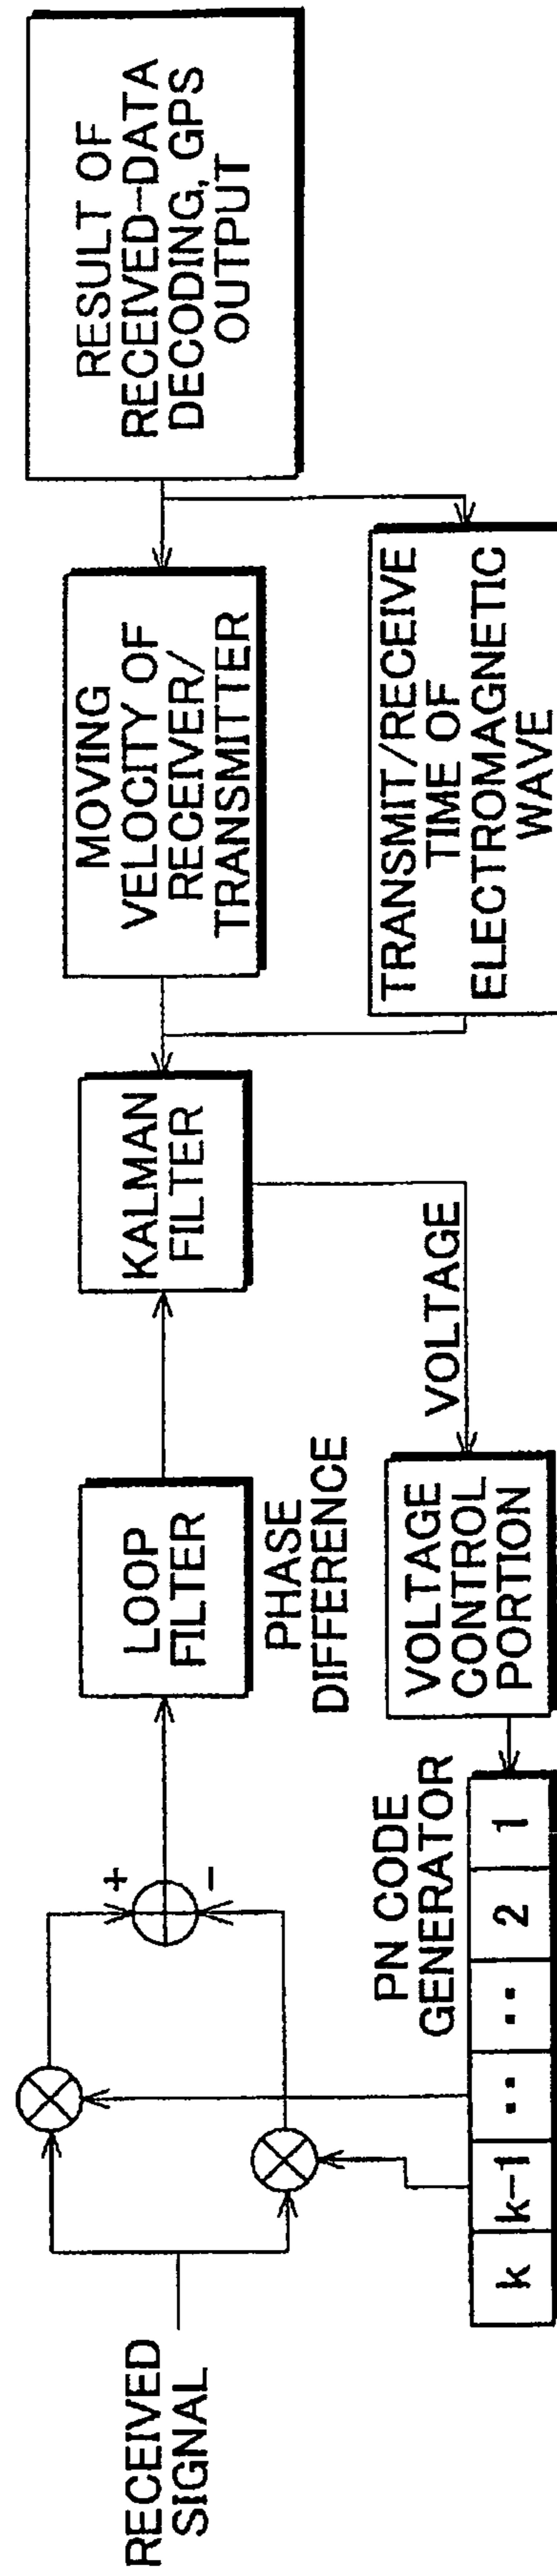 RECEIVED
SIGNAL
+
-
LOOP
FILTER
PHASE
DIFFERENCE
KALMAN
FILTER
MOVING
VELOCITY OF
RECEIVER/
TRANSMITTER
RESULT OF
RECEIVED-DATA
DECODING, GPS
OUTPUT
TRANSMIT/RECEIVE
TIME OF
ELECTROMAGNETIC
WAVE
VOLTAGE
VOLTAGE
CONTROL
PORTION
PN CODE
GENERATOR
k k-1 ‥ ‥ 2 1